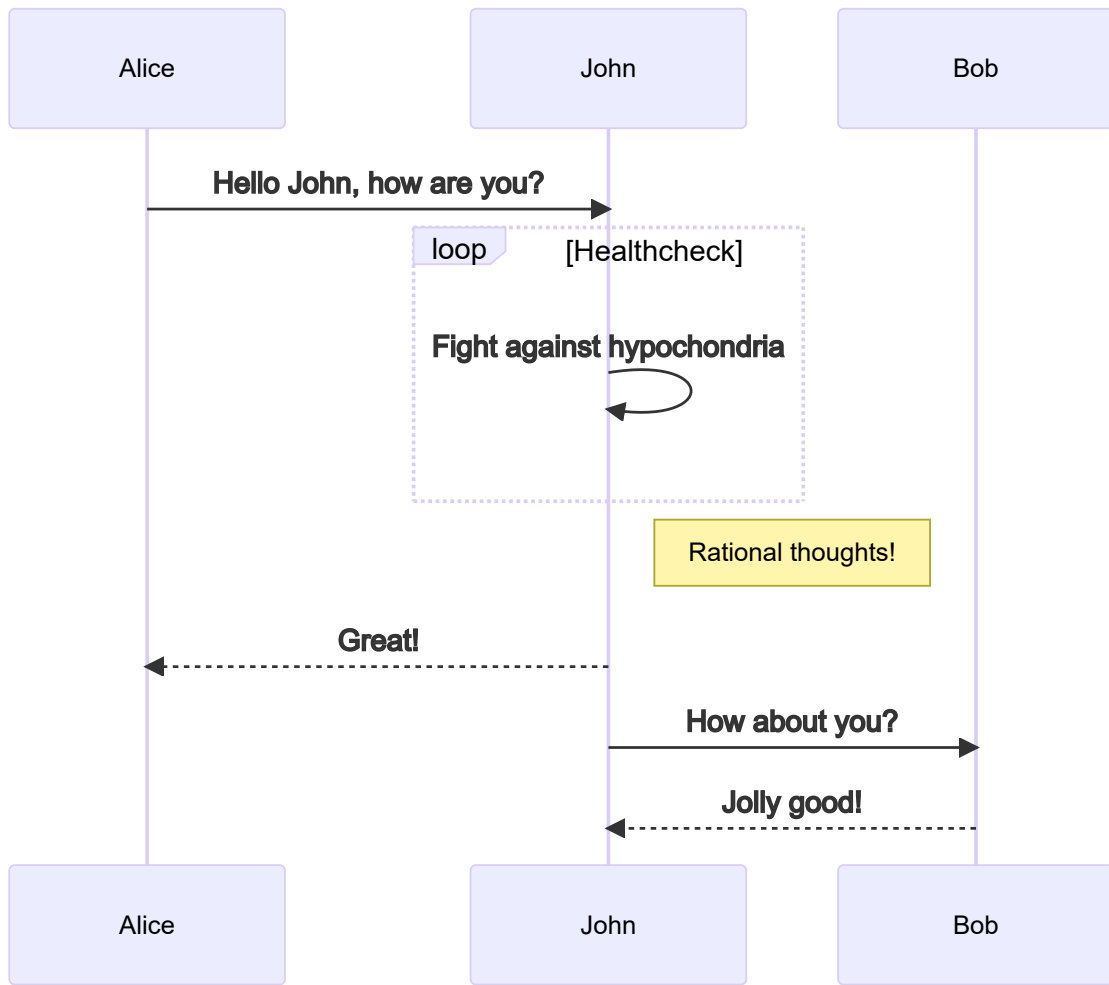 Alice
John
Bob
Hello John, how are you?
loop
[Healthcheck]
Fight against hypochondria
Rational thoughts!
Great!
How about you?
Jolly good!
Alice
John
Bob